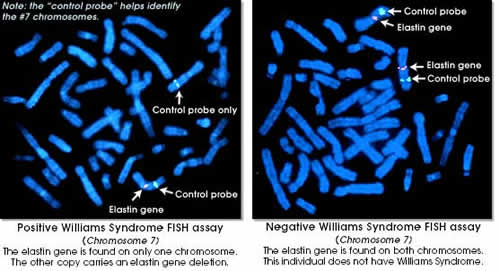 Note: the "control probe" helps identify
the #7 chromosomes.
Control probe only
Control probe
Elastin gene
Positive Williams Syndrome FISH assay
(Chromosome 7)
The elastin gene is found on only one chromosome.
The other copy carries an elastin gene deletion.
Control probe
Elastin gene
Elastin gene
Control probe
Negative Williams Syndrome FISH assay
(Chromosome 7)
The elastin gene is found on both chromosomes.
This individual does not have Williams Syndrome.